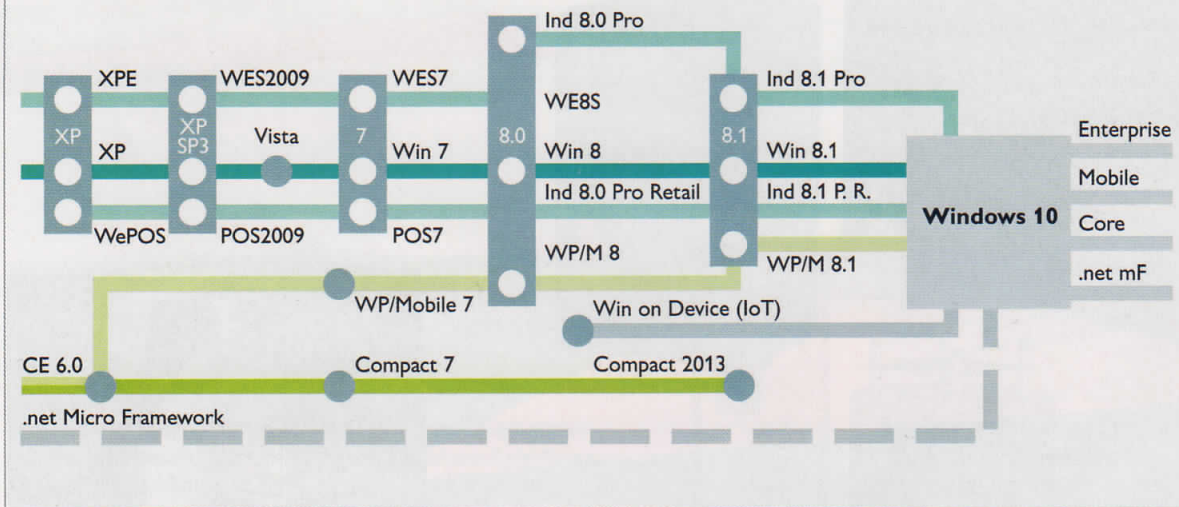 Ind 8.0 Pro
XPE
WES2009
WES7
Ind 8.1 Pro
WE8S
XP
XP
SP3
Vista
7
8.0
8.1
Enterprise
XP
Win 7
Win 8
Win 8.1
Mobile
Ind 8.0 Pro Retail
Ind 8.1 P. R.
Windows 10
Core
WePOS
POS2009
POS7
WP/M 8
WP/M 8.1
.net mF
WP/Mobile 7
Win on Device (IoT)
CE 6.0
Compact 7
Compact 2013
.net Micro Framework